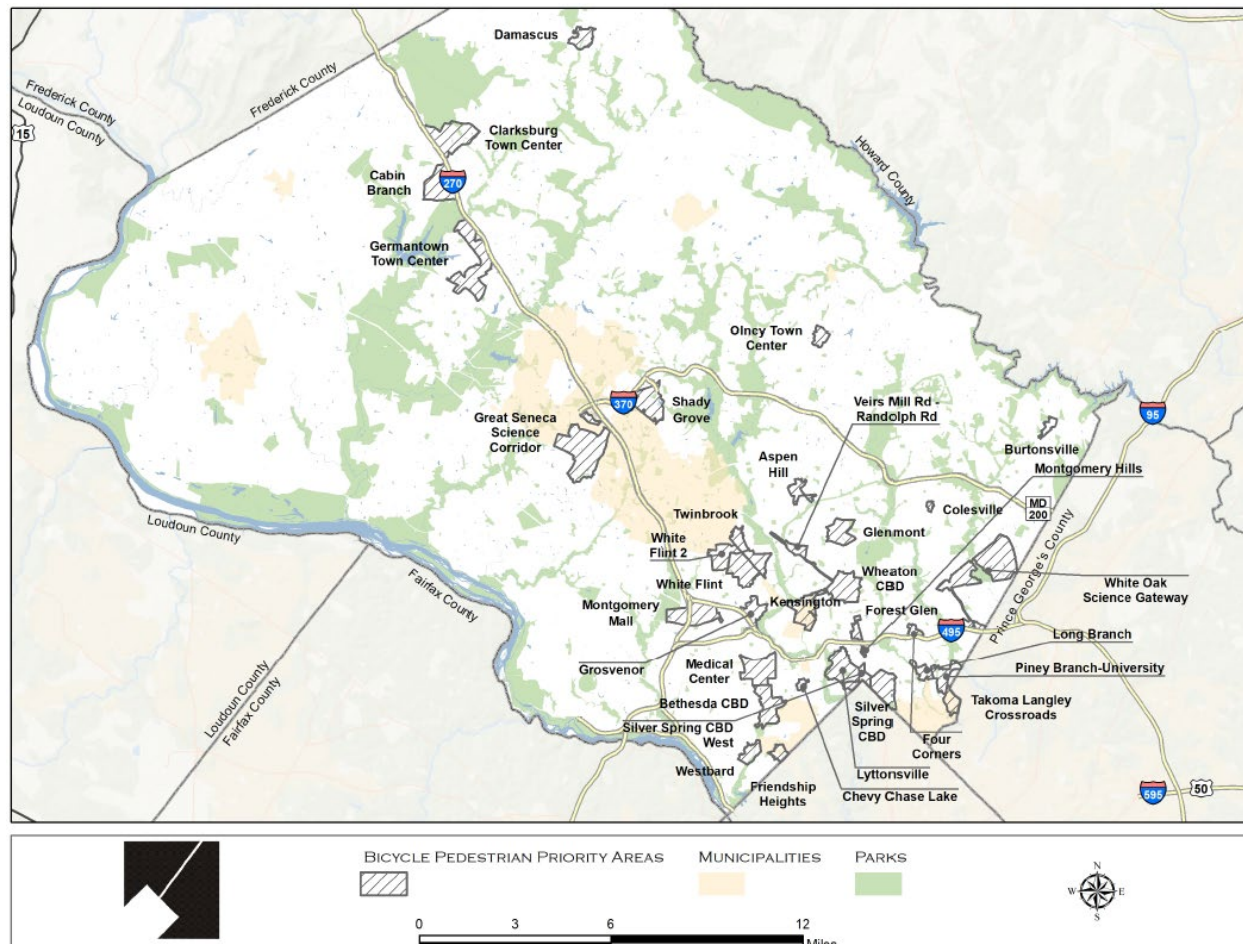 Damascus
Frederick County
Loudoun County
Frederick County
15
Clarksburg
Town Center
Cabin
Branch
270
Howard County
Germantown
Town Center
Olney Town
Center
370
Shady
Grove
Veirs Mill Rd -
Randolph Rd
95
Great Seneca
Science
Corridor
Burtonsville
Aspen
Hill
Montgomery Hills
MD
200
Colesville
Twinbrook
Glenmont
Loudoun County
White
Flint 2
Wheaton
CBD
White Flint
White Oak
Science Gateway
Fairfax County
Prince George's County
Kensington
Montgomery
Mall
Forest Glen
495
Long Branch
Grosvenor
Medical
Center
Piney Branch-University
Bethesda CBD
Takoma Langley
Crossroads
Loudoun County
Fairfax County
Silver Spring CBD
West
Silver
Spring
CBD
Four
Corners
Westbard
Lyttonsville
Friendship
Heights
Chevy Chase Lake
595
50
BICYCLE PEDESTRIAN PRIORITY AREAS
MUNICIPALITIES
PARKS
N
W E
S
0 3 6 12
Miles